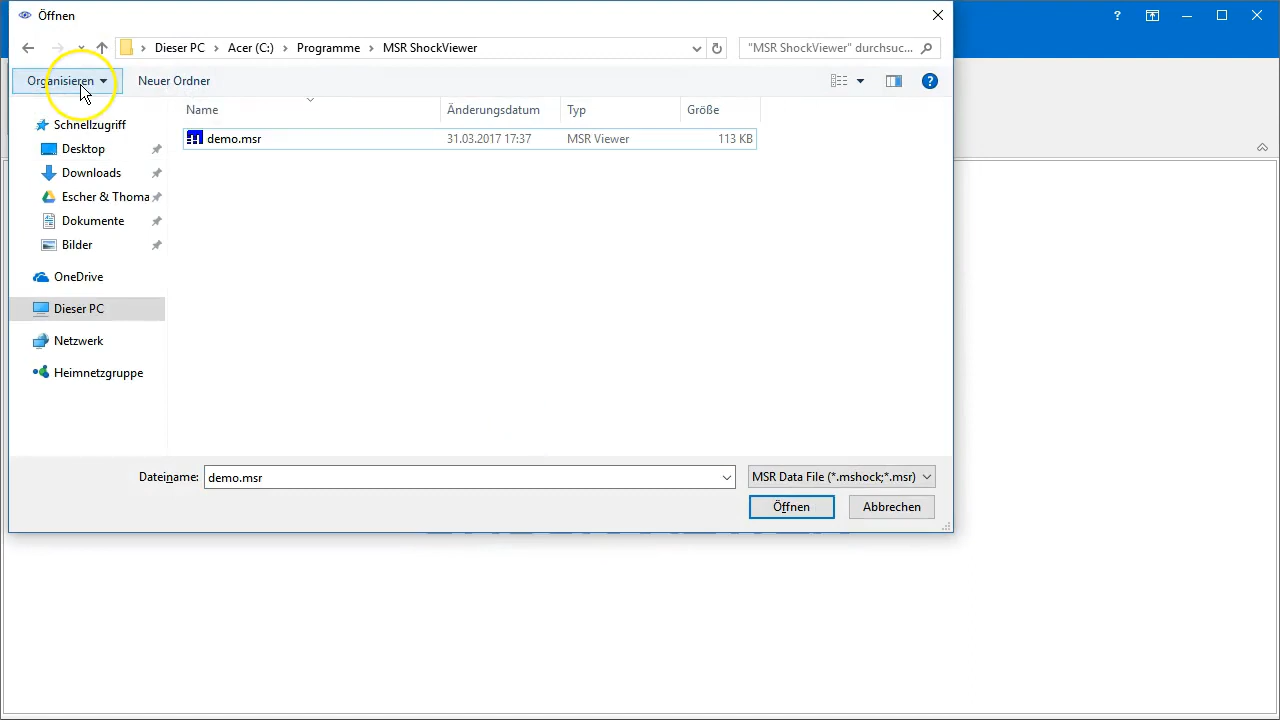 Öffnen
?
Dieser PC > Acer (C:) > Programme > MSR ShockViewer
"MSR ShockViewer" durchsuc...
Organisieren
Neuer Ordner
?
Name Änderungsdatum Typ Größe
demo.msr 31.03.2017 17:37 MSR Viewer 113 KB
Schnellzugriff
Desktop
Downloads
Escher & Thoma
Dokumente
Bilder
OneDrive
Dieser PC
Netzwerk
Heimnetzgruppe
Dateiname: demo.msr MSR Data File (*.mshock;*.msr)
Öffnen Abbrechen